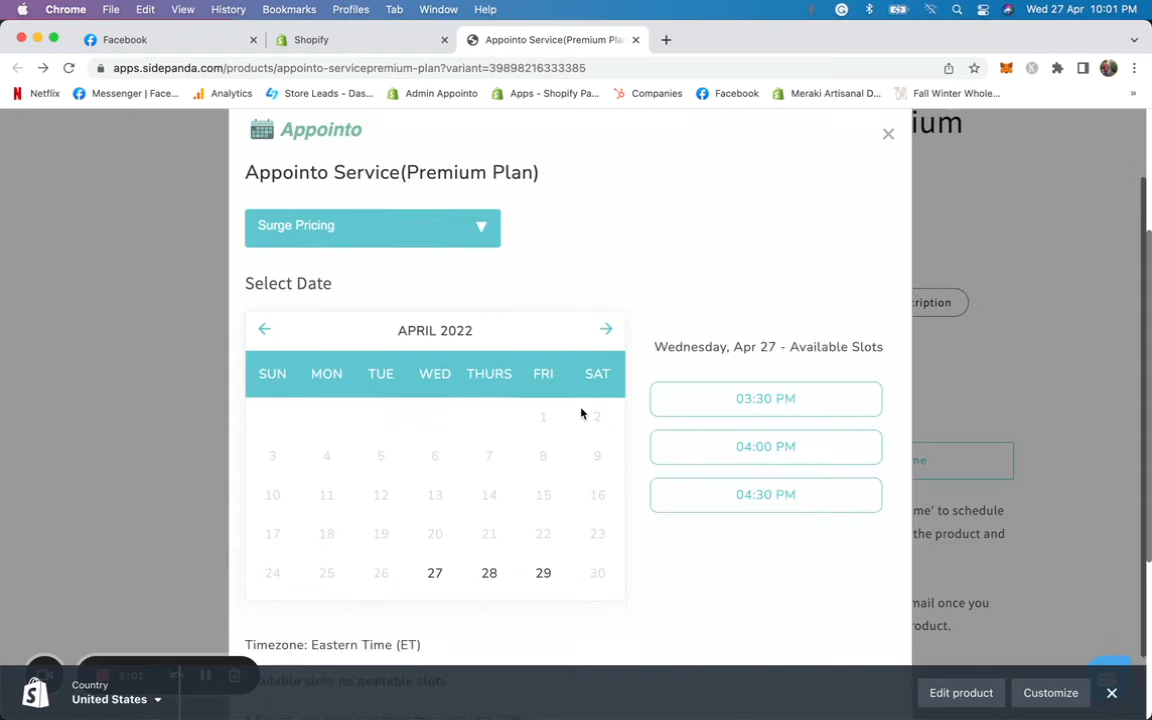 Chrome File Edit View History Bookmarks Profiles Tab Window Help Wed 27 Apr 10:01 PM
Facebook Shopify Appointo Service(Premium Pla
apps.sidepanda.com/products/appointo-servicepremium-plan?variant=39898216333385
Netflix Messenger | Face... Analytics Store Leads - Das... Admin Appointo Apps - Shopify Pa... Companies Facebook Meraki Artisanal D... Fall Winter Whole... »
Appointo
ium
Appointo Service(Premium Plan)
Surge Pricing
Select Date
cription
APRIL 2022
Wednesday, Apr 27 - Available Slots
SUN MON TUE WED THURS FRI SAT
03:30 PM
1 2
04:00 PM
3 4 5 6 7 8 9
me
04:30 PM
10 11 12 13 14 15 16
me' to schedule
17 18 19 20 21 22 23
the product and
24 25 26 27 28 29 30
mail once you
roduct.
Timezone: Eastern Time (ET)
3:01
available slots
Country
United States
Edit product Customize